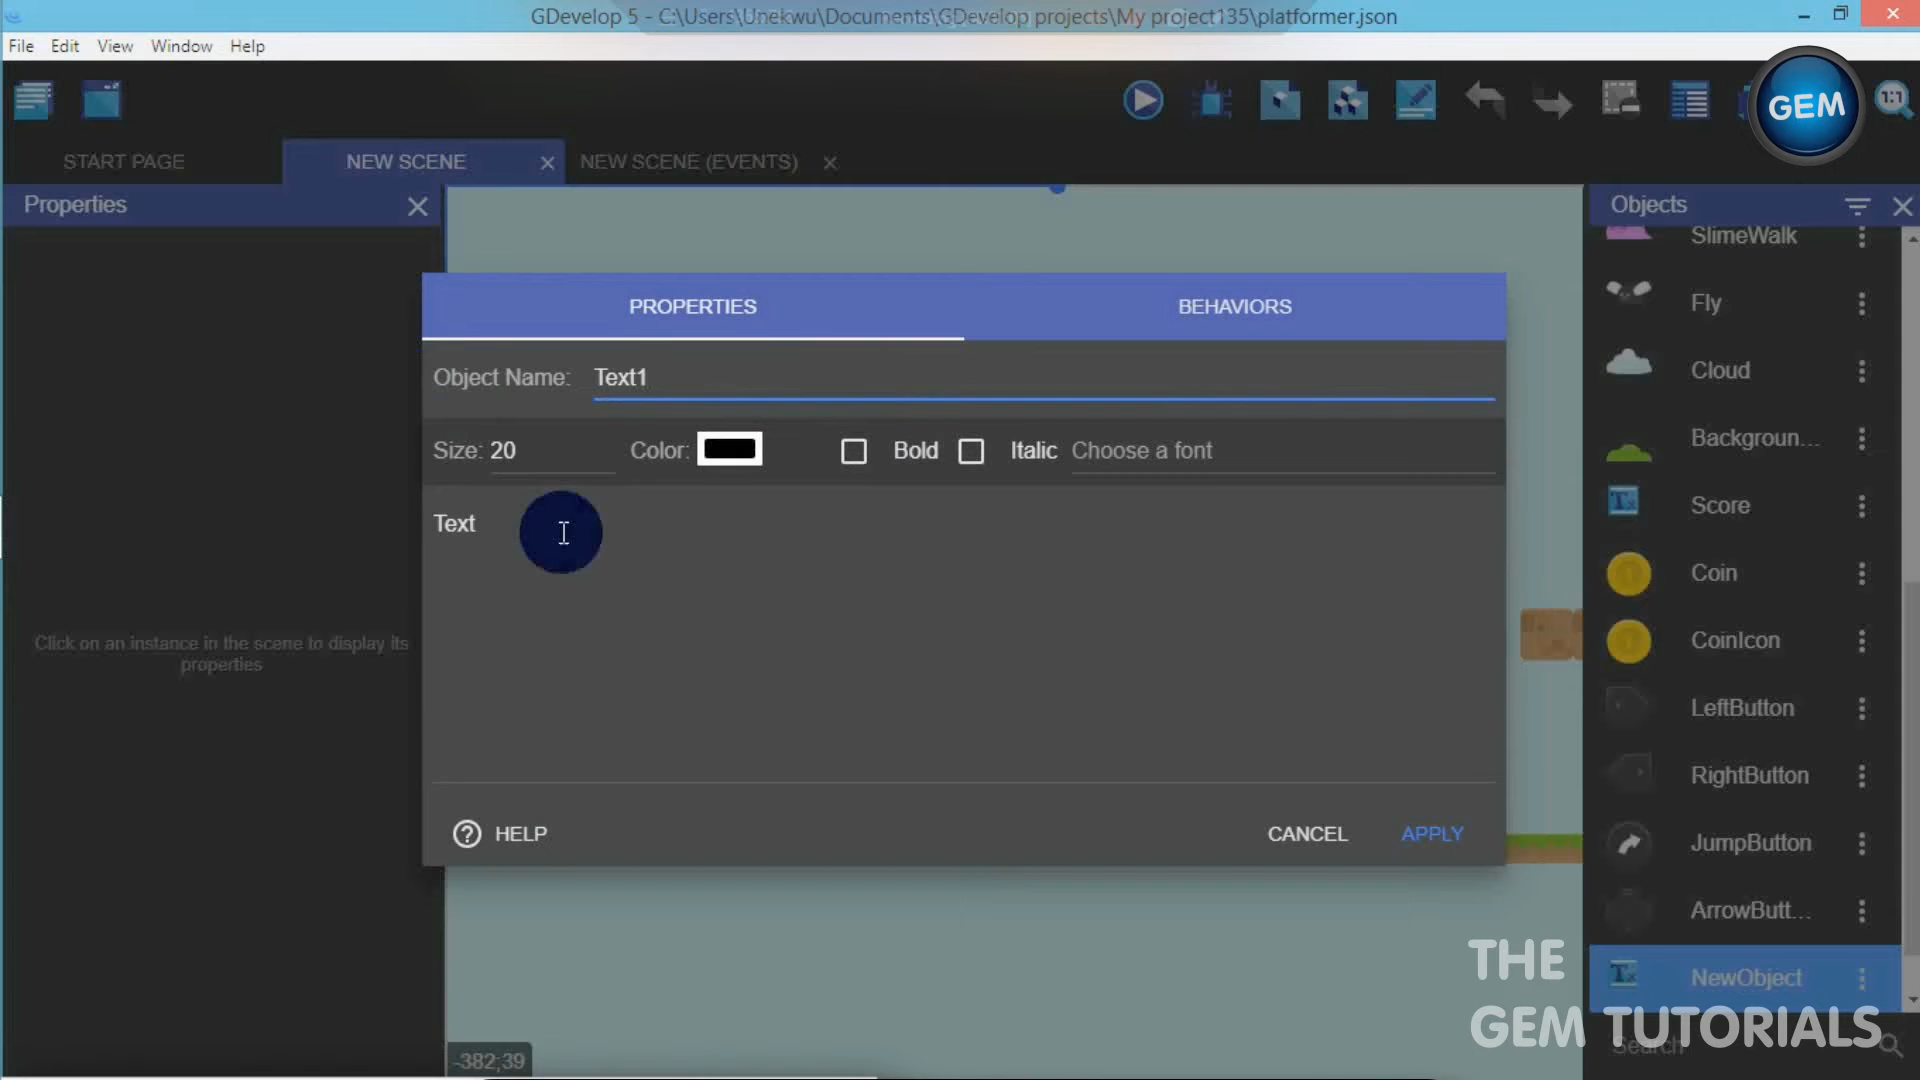 GDevelop 5 - C:\Users\Unekwu\Documents\GDevelop projects\My project135\platformer.json
File Edit View Window Help
GEM
1:1
START PAGE
NEW SCENE
NEW SCENE (EVENTS)
Properties
Objects
SlimeWalk
PROPERTIES
BEHAVIORS
Fly
Object Name: Text1
Cloud
Size: 20
Color:
Bold
Italic
Choose a font
Backgroun...
Score
Text
Coin
Click on an instance in the scene to display its
properties
CoinIcon
LeftButton
RightButton
HELP
CANCEL
APPLY
JumpButton
ArrowButt...
NewObject
THE
GEM TUTORIALS
Search
-382;39